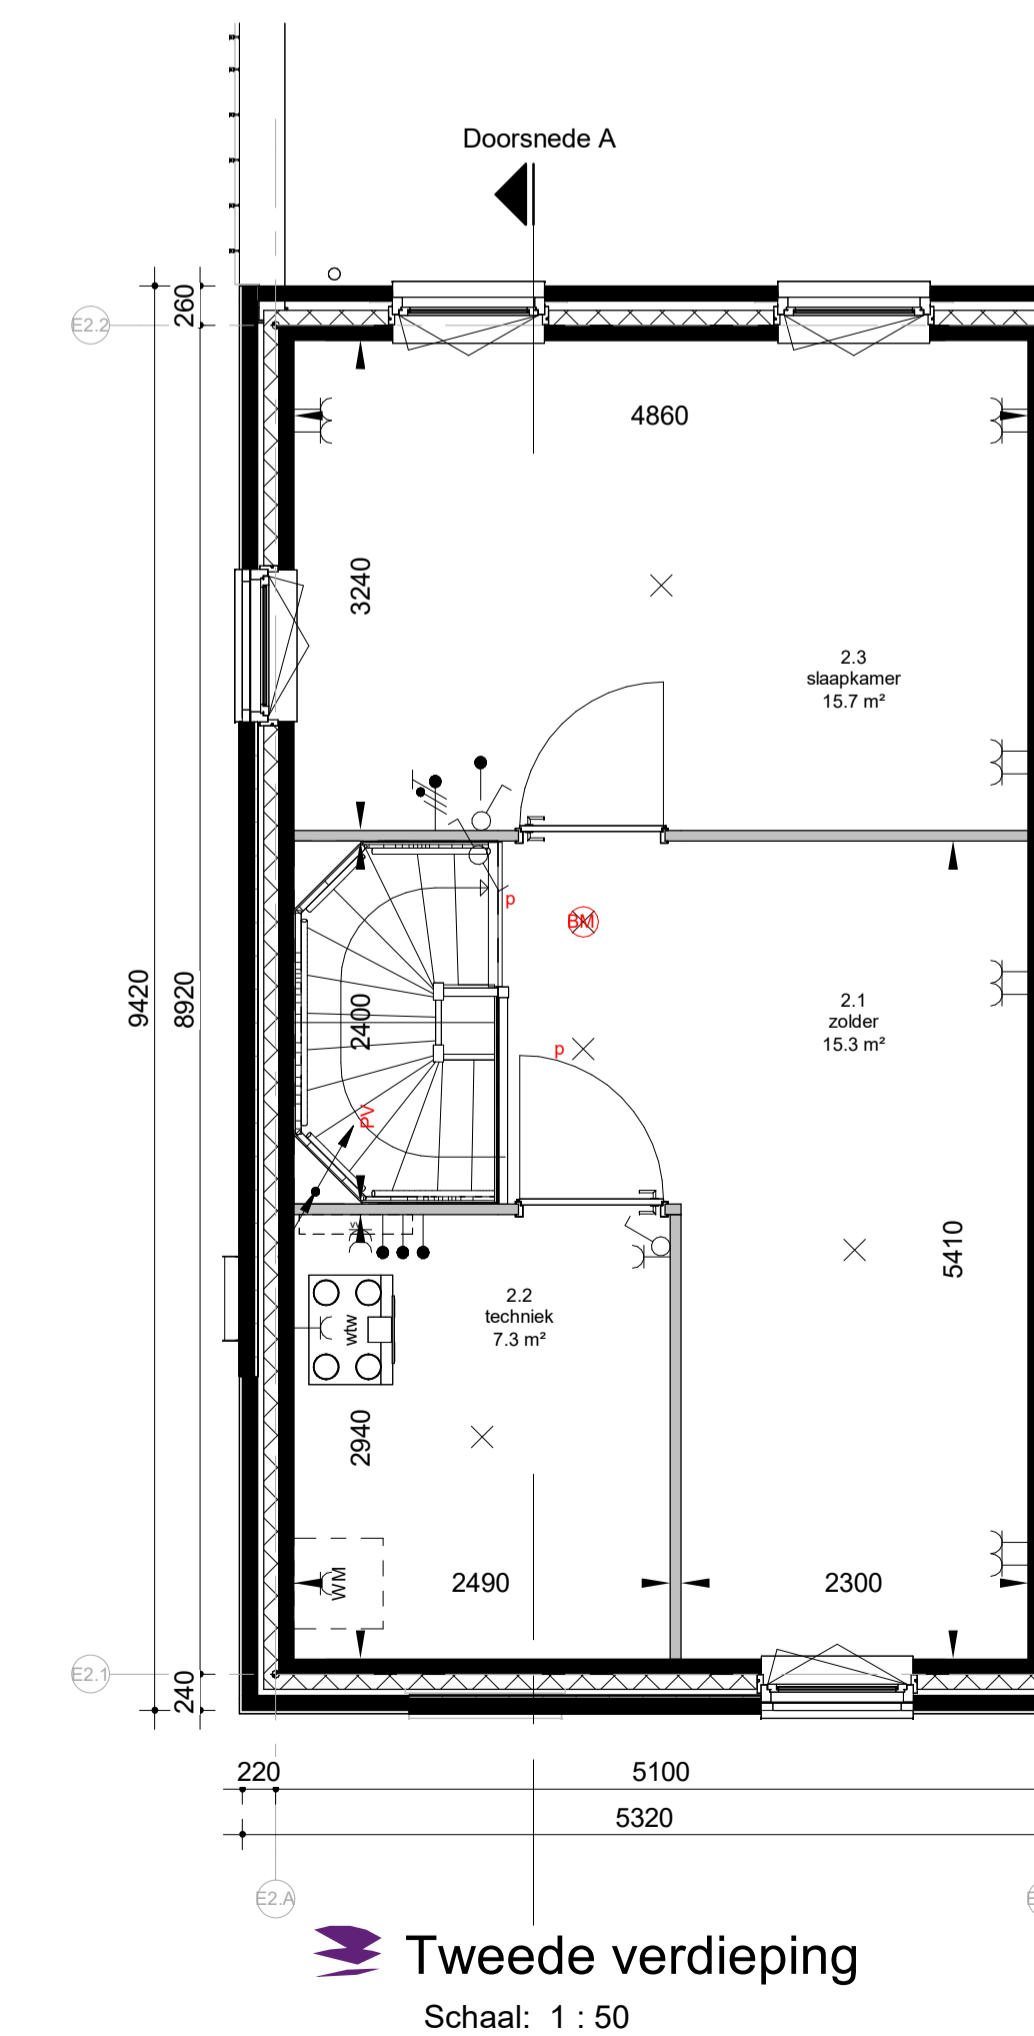 Doorsnede A
260
E2.2
4860
3240
2.3
slaapkamer
15.7 m²
p
BM
9420
8920
2400
2.1
zolder
15.3 m²
p
PV
5410
2.2
techniek
7.3 m²
wtw
2940
WM
2490
2300
E2.1
240
220
5100
5320
E2.A
Tweede verdieping
Schaal: 1 : 50